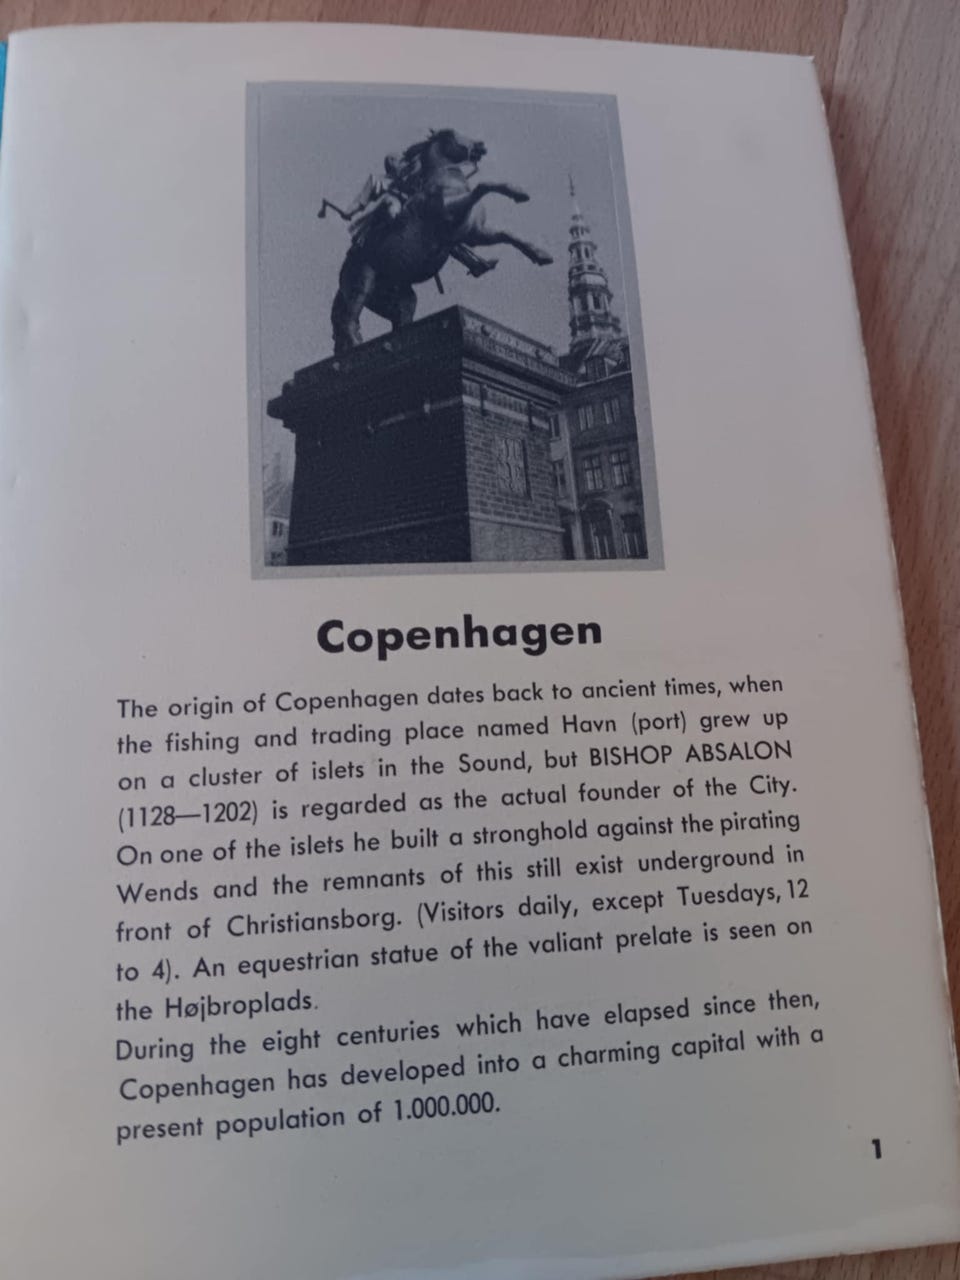 Copenhagen
The origin of Copenhagen dates back to ancient times, when
the fishing and trading place named Havn (port) grew up
on a cluster of islets in the Sound, but BISHOP ABSALON
(1128—1202) is regarded as the actual founder of the City.
On one of the islets he built a stronghold against the pirating
Wends and the remnants of this still exist underground in
front of Christiansborg. (Visitors daily, except Tuesdays, 12
to 4). An equestrian statue of the valiant prelate is seen on
the Højbroplads.
During the eight centuries which have elapsed since then,
Copenhagen has developed into a charming capital with a
present population of 1.000.000.
1